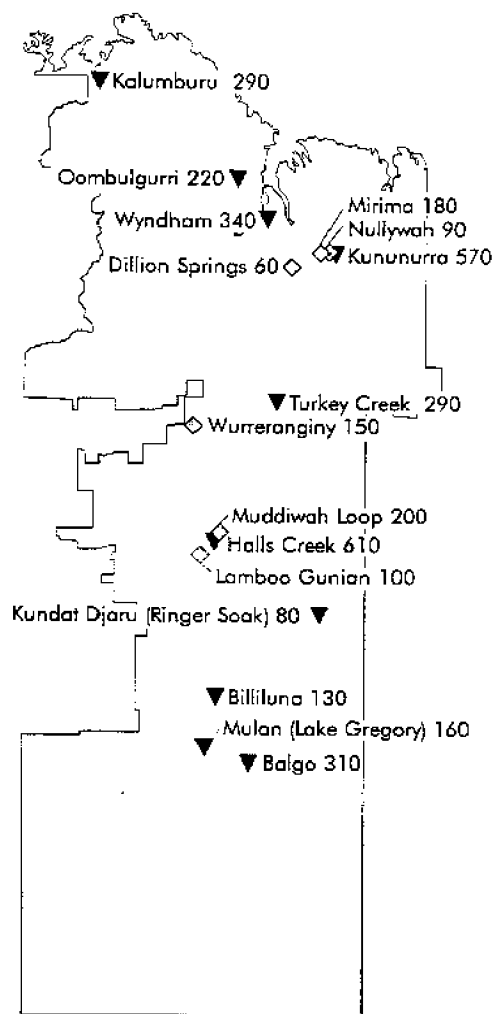 Kalumburu 290
Oombulgurri 220
Mirima 180
Wyndham 340
Nullywah 90
Kununurra 570
Dillion Springs 60
Turkey Creek 290
Wurreranginy 150
Muddiwah Loop 200
Halls Creek 610
Lamboo Gunian 100
Kundat Djaru (Ringer Soak) 80
Billiluna 130
Mulan (Lake Gregory) 160
Balgo 310